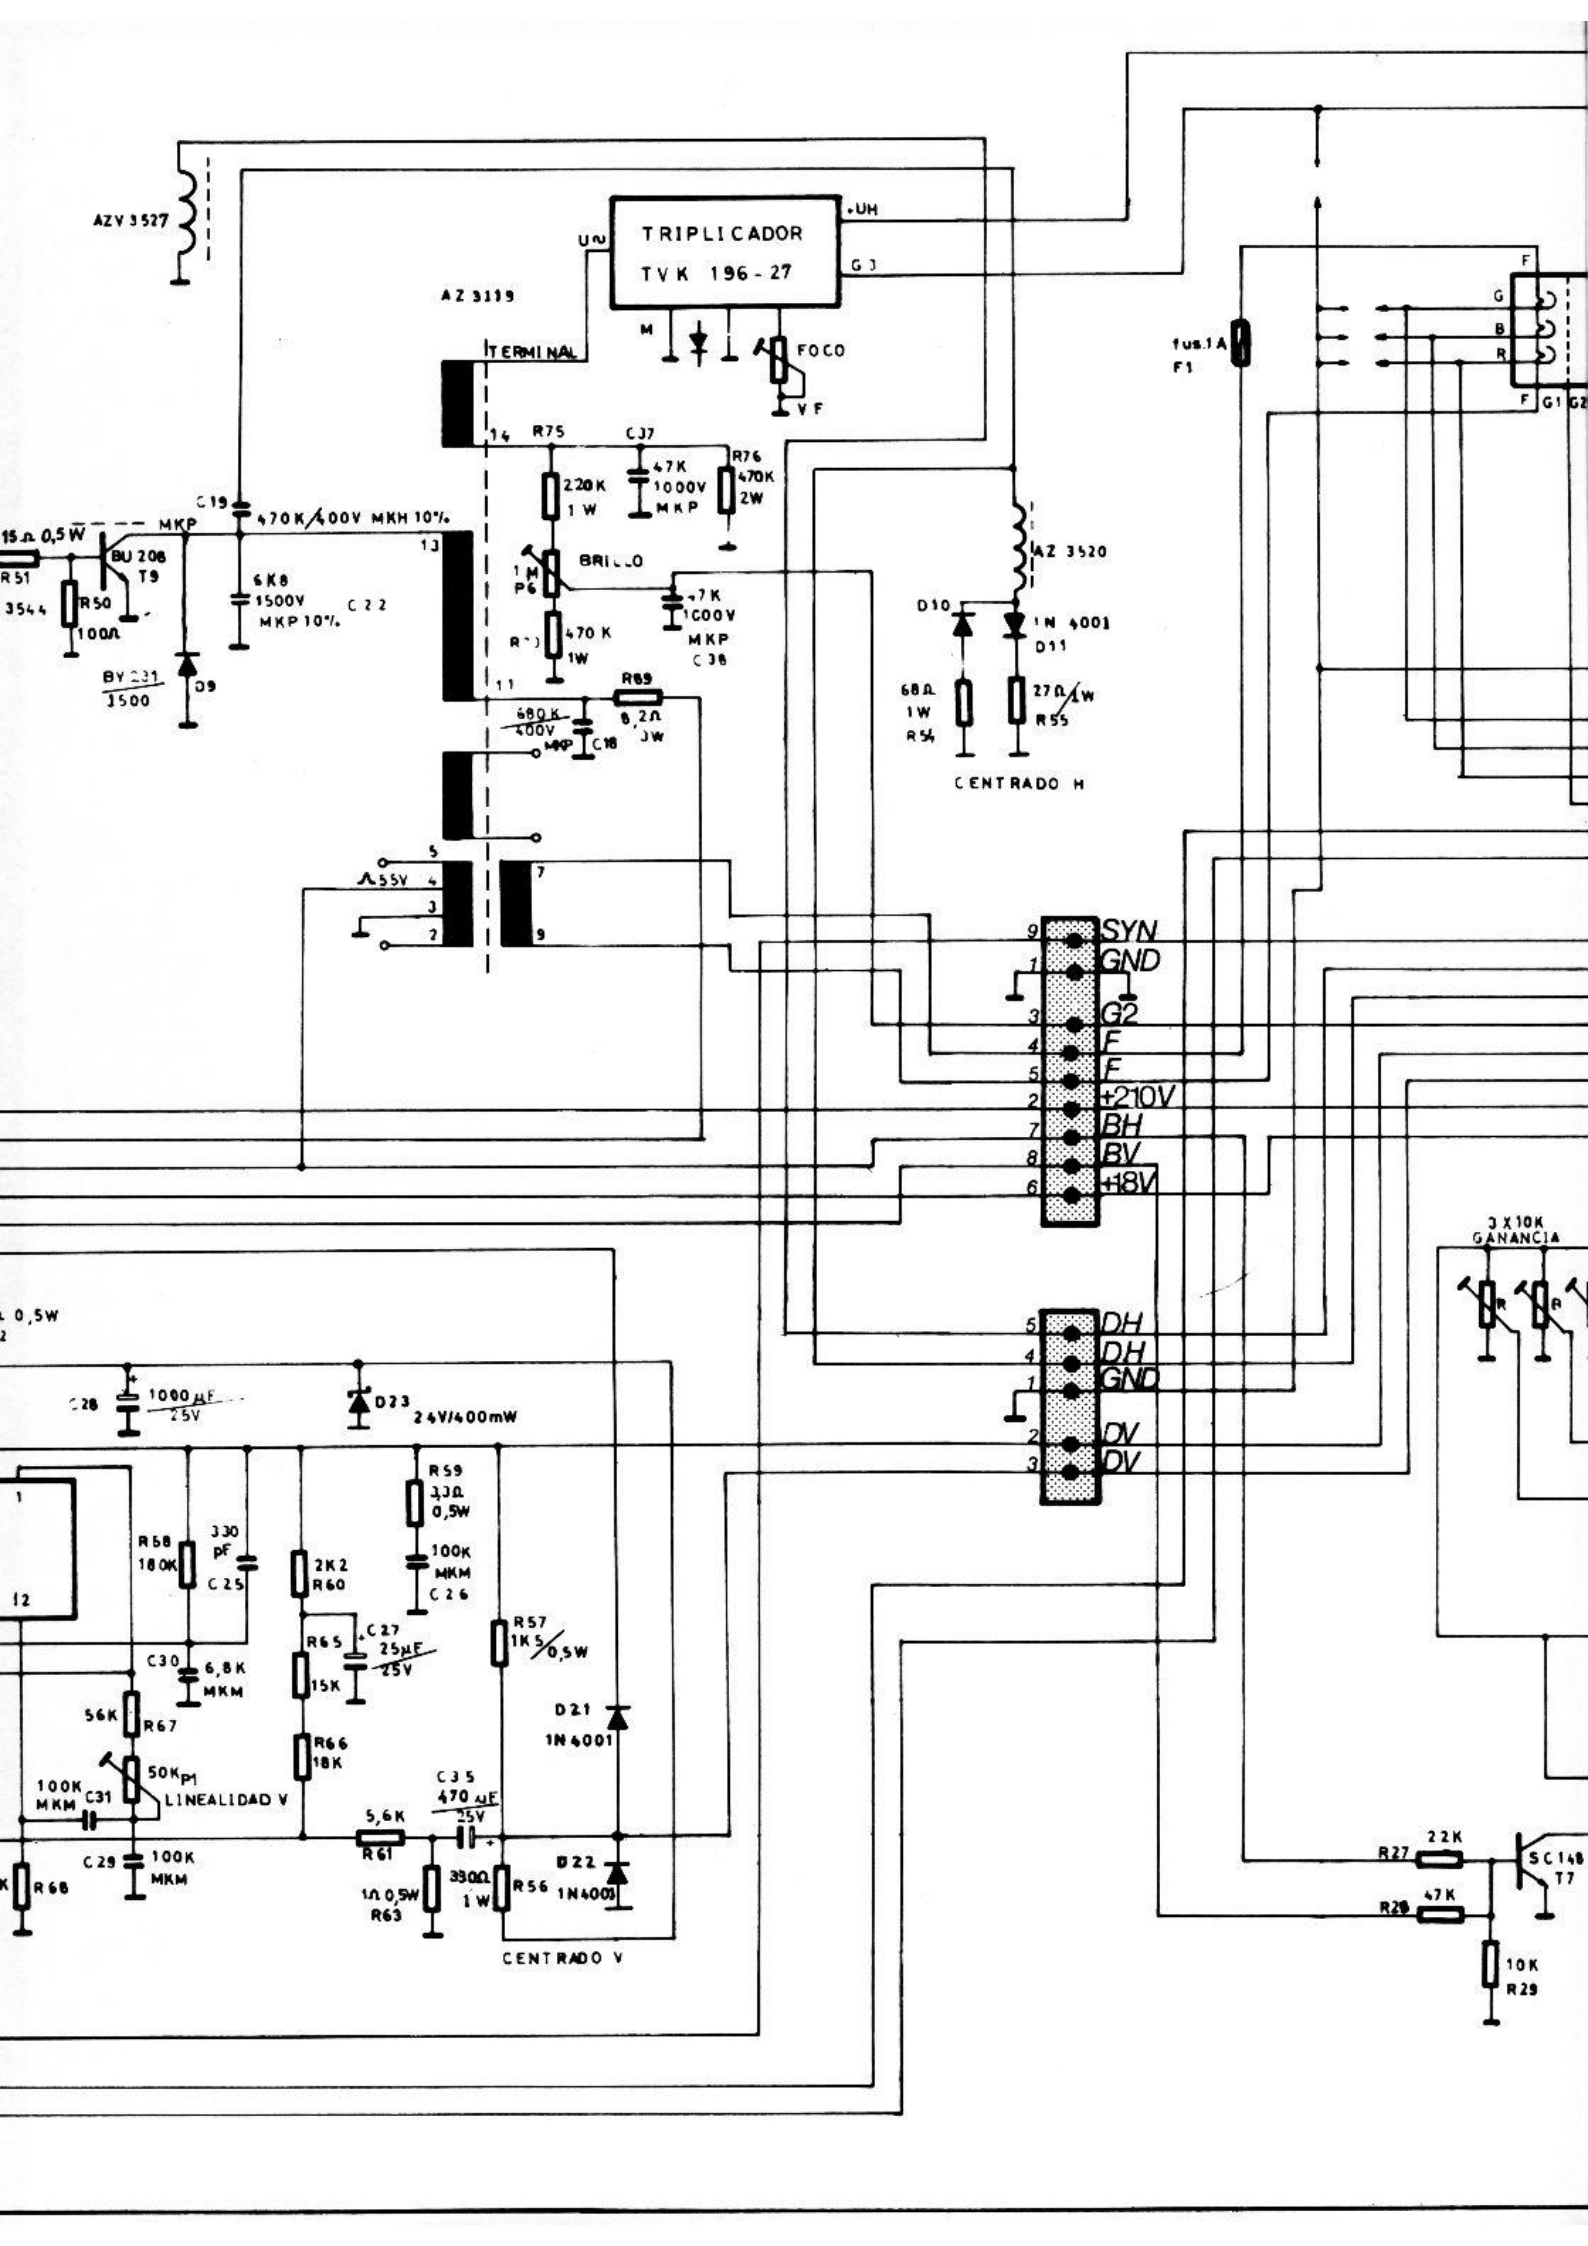 AZV 3527
U~
TRIPLICADOR
TVK 196-27
+UH
G3
AZ 3119
M
FOCO
VF
TERMINAL
fus. 1A
F1
F
G
B
R
F
G1
G2
14
R75
220K
1W
C37
47K
1000V
MKP
R76
470K
2W
C19
MKP
470K/400V MKH 10%
15Ω 0,5W
R51
3544
BU 208
T9
R50
100Ω
6K8
1500V
MKP 10%
C22
D9
1500
13
1M
P6
BRILLO
470K
1W
1000V
MKP
11
R69
8,2Ω
3W
680K
400V
MKP
C18
AZ 3520
D10
1N 4001
D11
68Ω
1W
R54
27Ω/1W
R55
CENTRADO H
5
55V
4
3
2
7
9
9 SYN
1 GND
3 G2
4 F
5 F
2 +210V
7 BH
8 BV
6 +18V
5 DH
4 DH
1 GND
2 DV
3 DV
3X10K
GANANCIA
R
0,5W
1000µF
25V
D23
24V/400mW
1
12
R58
180K
330
pF
C25
2K2
R60
R59
3,3Ω
0,5W
100K
MKM
C26
R65
15K
C27
25µF
25V
R57
1K5/0,5W
C30
6,8K
MKM
56K
R67
R66
18K
D21
1N4001
50K
P1
LINEALIDAD V
100K
MKM
C31
C29
100K
MKM
K
R68
5,6K
R61
C35
470µF
25V
1Ω 0,5W
R63
330Ω
1W
R56
D22
1N4001
CENTRADO V
R27
22K
R28
47K
T7
10K
R29